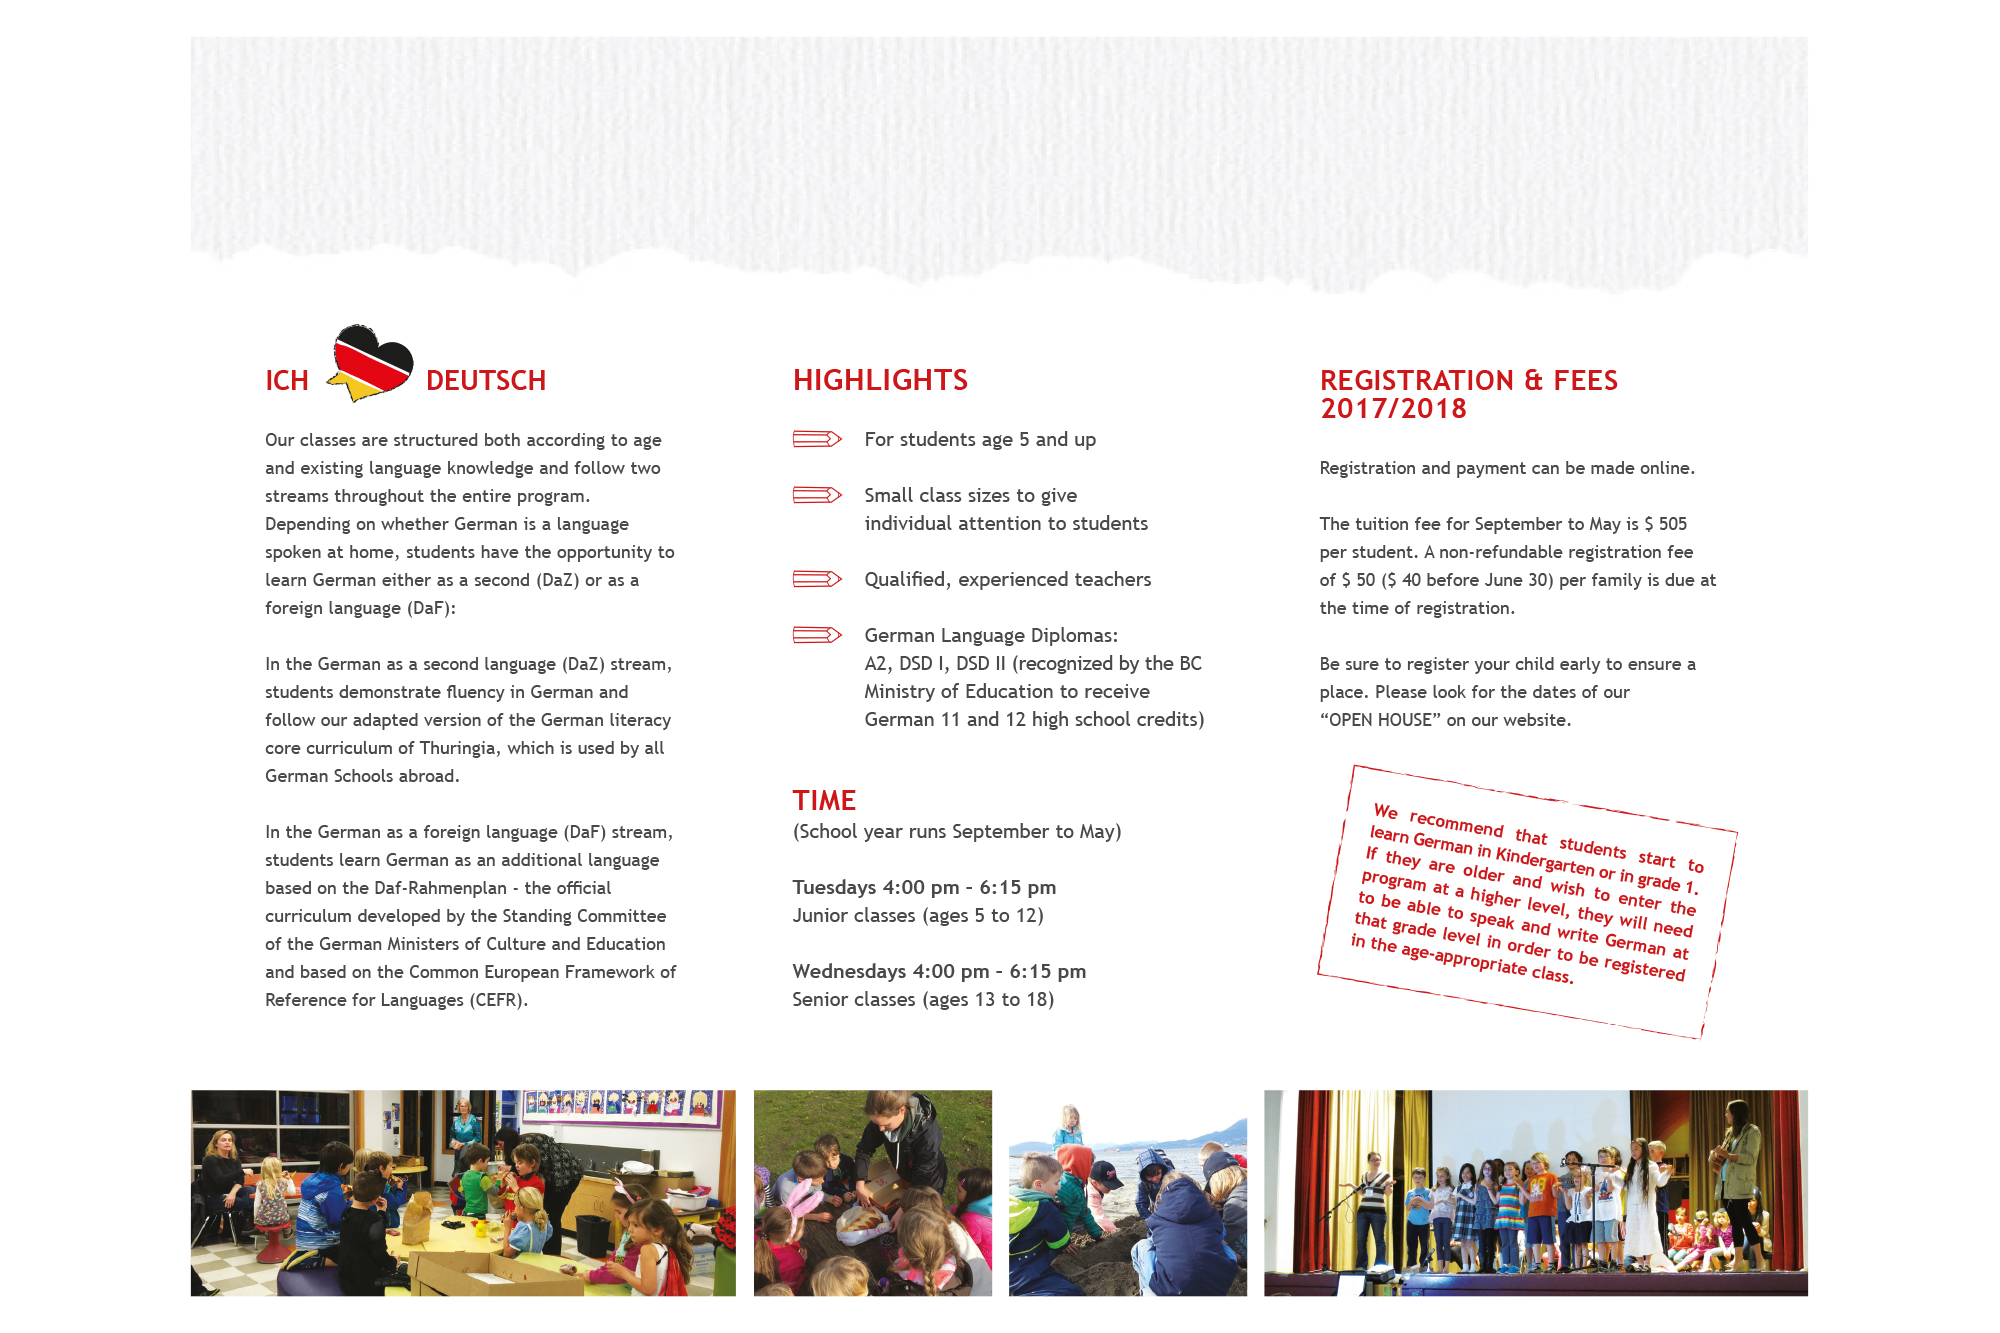 ICH DEUTSCH
Our classes are structured both according to age
and existing language knowledge and follow two
streams throughout the entire program.
Depending on whether German is a language
spoken at home, students have the opportunity to
learn German either as a second (DaZ) or as a
foreign language (DaF):
In the German as a second language (DaZ) stream,
students demonstrate fluency in German and
follow our adapted version of the German literacy
core curriculum of Thuringia, which is used by all
German Schools abroad.
In the German as a foreign language (DaF) stream,
students learn German as an additional language
based on the Daf-Rahmenplan - the official
curriculum developed by the Standing Committee
of the German Ministers of Culture and Education
and based on the Common European Framework of
Reference for Languages (CEFR).
HIGHLIGHTS
For students age 5 and up
Small class sizes to give
individual attention to students
Qualified, experienced teachers
German Language Diplomas:
A2, DSD I, DSD II (recognized by the BC
Ministry of Education to receive
German 11 and 12 high school credits)
TIME
(School year runs September to May)
Tuesdays 4:00 pm – 6:15 pm
Junior classes (ages 5 to 12)
Wednesdays 4:00 pm – 6:15 pm
Senior classes (ages 13 to 18)
REGISTRATION & FEES
2017/2018
Registration and payment can be made online.
The tuition fee for September to May is $ 505
per student. A non-refundable registration fee
of $ 50 ($ 40 before June 30) per family is due at
the time of registration.
Be sure to register your child early to ensure a
place. Please look for the dates of our
“OPEN HOUSE” on our website.
We recommend that students start to
learn German in Kindergarten or in grade 1.
If they are older and wish to enter the
program at a higher level, they will need
to be able to speak and write German at
that grade level in order to be registered
in the age-appropriate class.